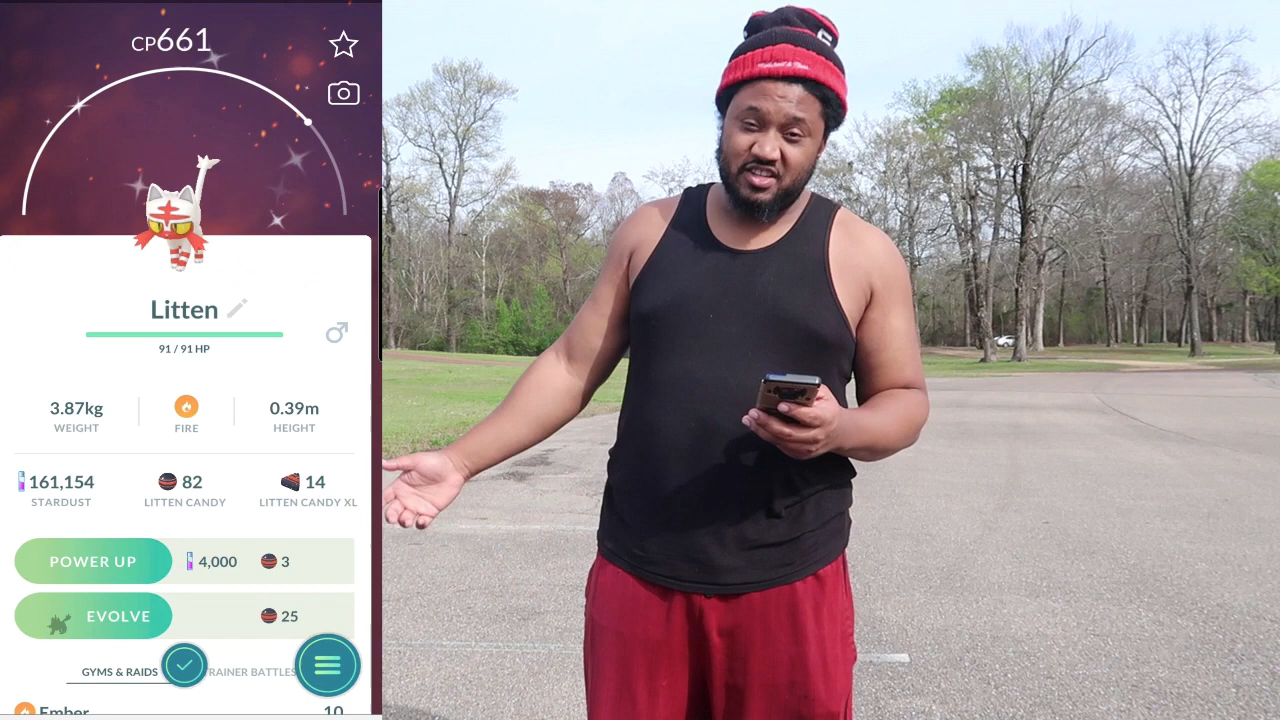 CP661
Litten
91 / 91 HP
3.87kg
WEIGHT
FIRE
0.39m
HEIGHT
161,154
STARDUST
82
LITTEN CANDY
14
LITTEN CANDY XL
POWER UP
4,000
3
EVOLVE
25
GYMS & RAIDS
TRAINER BATTLES
Ember
10